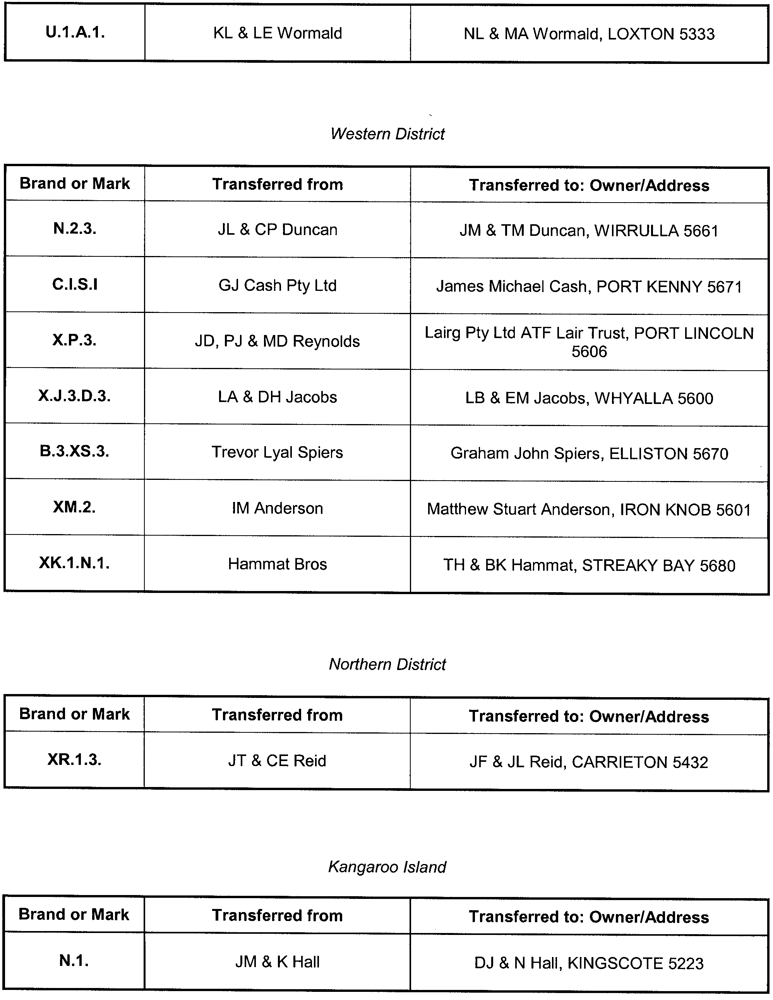 U.1.A.1. KL & LE Wormald NL & MA Wormald, LOXTON 5333
Western District
Brand or Mark Transferred from Transferred to: Owner/Address
N.2.3. JL & CP Duncan JM & TM Duncan, WIRRULLA 5661
C.I.S.I GJ Cash Pty Ltd James Michael Cash, PORT KENNY 5671
X.P.3. JD, PJ & MD Reynolds Lairg Pty Ltd ATF Lair Trust, PORT LINCOLN
5606
X.J.3.D.3. LA & DH Jacobs LB & EM Jacobs, WHYALLA 5600
B.3.XS.3. Trevor Lyal Spiers Graham John Spiers, ELLISTON 5670
XM.2. IM Anderson Matthew Stuart Anderson, IRON KNOB 5601
XK.1.N.1. Hammat Bros TH & BK Hammat, STREAKY BAY 5680
Northern District
Brand or Mark Transferred from Transferred to: Owner/Address
XR.1.3. JT & CE Reid JF & JL Reid, CARRIETON 5432
Kangaroo Island
Brand or Mark Transferred from Transferred to: Owner/Address
N.1. JM & K Hall DJ & N Hall, KINGSCOTE 5223